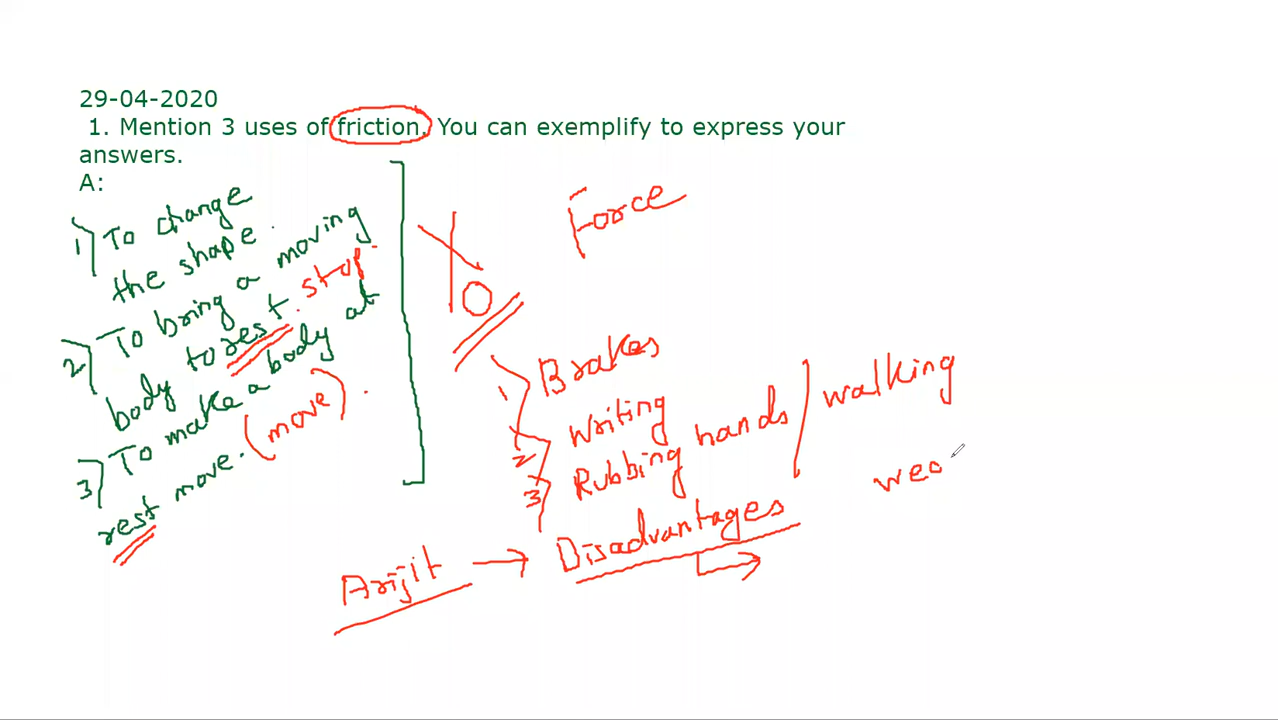 29-04-2020
1. Mention 3 uses of friction. You can exemplify to express your
answers.
A:
1) To change
the shape.
2) To bring a moving
body to rest. stop.
3) To make a body at
rest move. (move).
Force
1) Brakes
2) Writing
3) Rubbing hands / walking
Arijit → Disadvantages